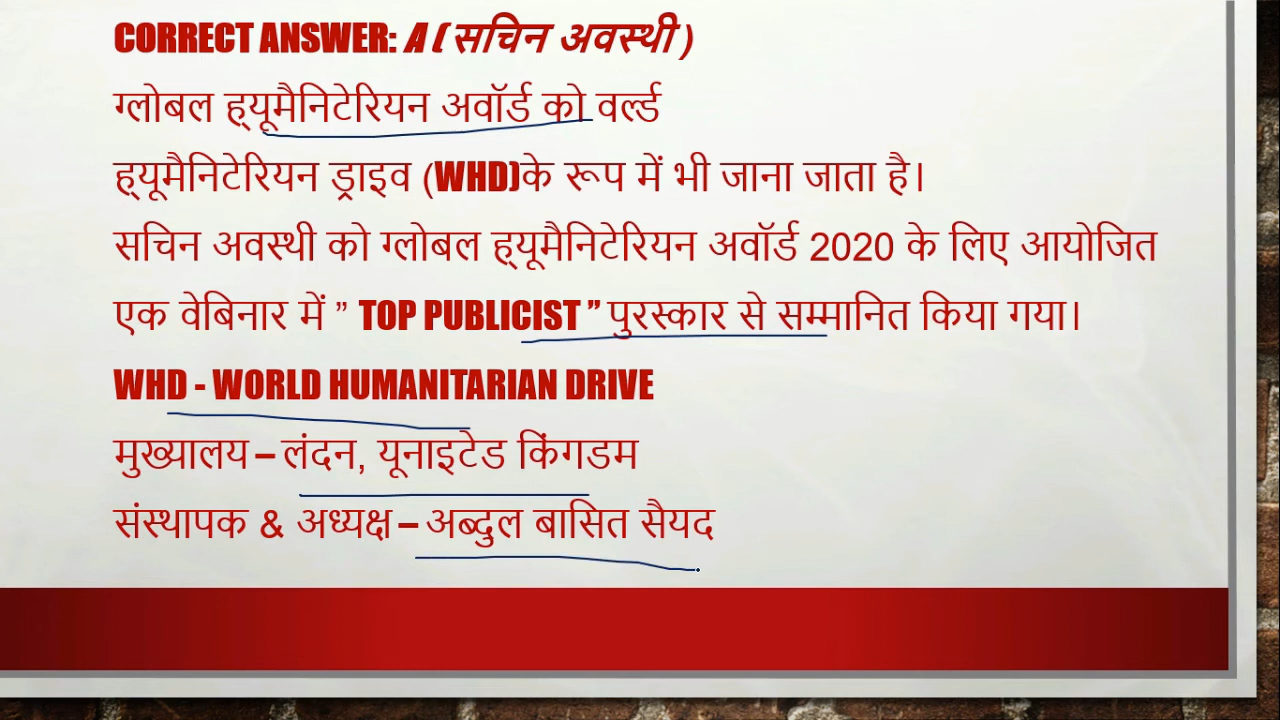 CORRECT ANSWER: A ( सचिन अवस्थी )
ग्लोबल ह्यूमैनिटेरियन अवॉर्ड को वर्ल्ड
ह्यूमैनिटेरियन ड्राइव (WHD)के रूप में भी जाना जाता है।
सचिन अवस्थी को ग्लोबल ह्यूमैनिटेरियन अवॉर्ड 2020 के लिए आयोजित
एक वेबिनार में ” TOP PUBLICIST ” पुरस्कार से सम्मानित किया गया।
WHD - WORLD HUMANITARIAN DRIVE
मुख्यालय – लंदन, यूनाइटेड किंगडम
संस्थापक & अध्यक्ष – अब्दुल बासित सैयद